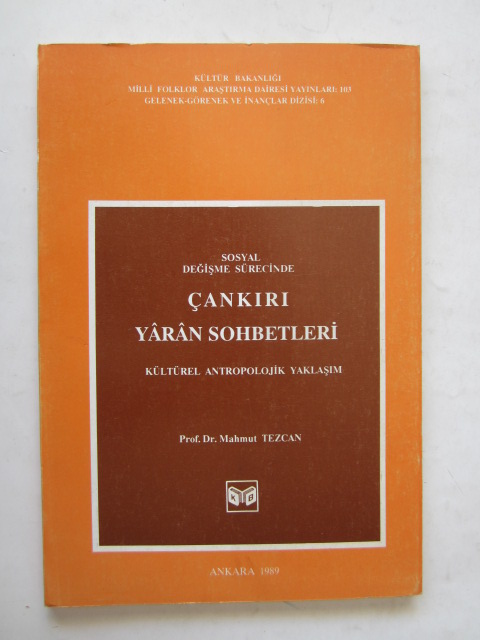 KÜLTÜR BAKANLIĞI
MİLLİ FOLKLOR ARAŞTIRMA DAİRESİ YAYINLARI: 103
GELENEK-GÖRENEK VE İNANÇLAR DİZİSİ: 6
SOSYAL
DEĞİŞME SÜRECİNDE
ÇANKIRI
YÂRÂN SOHBETLERİ
KÜLTÜREL ANTROPOLOJİK YAKLAŞIM
Prof. Dr. Mahmut TEZCAN
K B
ANKARA 1989